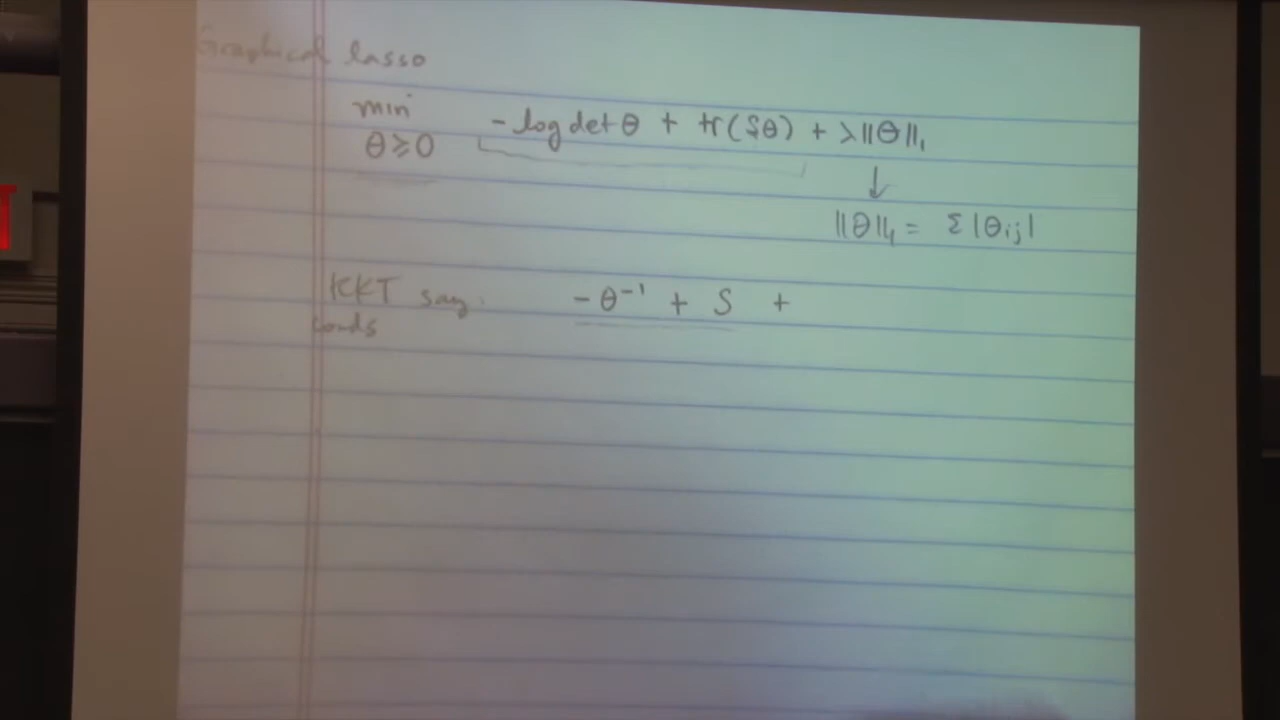 Graphical lasso
min -log det θ + tr(Sθ) + λ||θ||₁
θ≽0
↓
||θ||₁ = Σ|θij|
KKT say: -θ⁻¹ + S +
conds